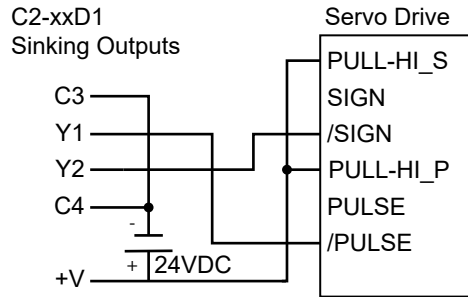 C2-xxD1
Sinking Outputs
Servo Drive
C3
Y1
Y2
C4
+V
-
+
24VDC
PULL-HI_S
SIGN
/SIGN
PULL-HI_P
PULSE
/PULSE